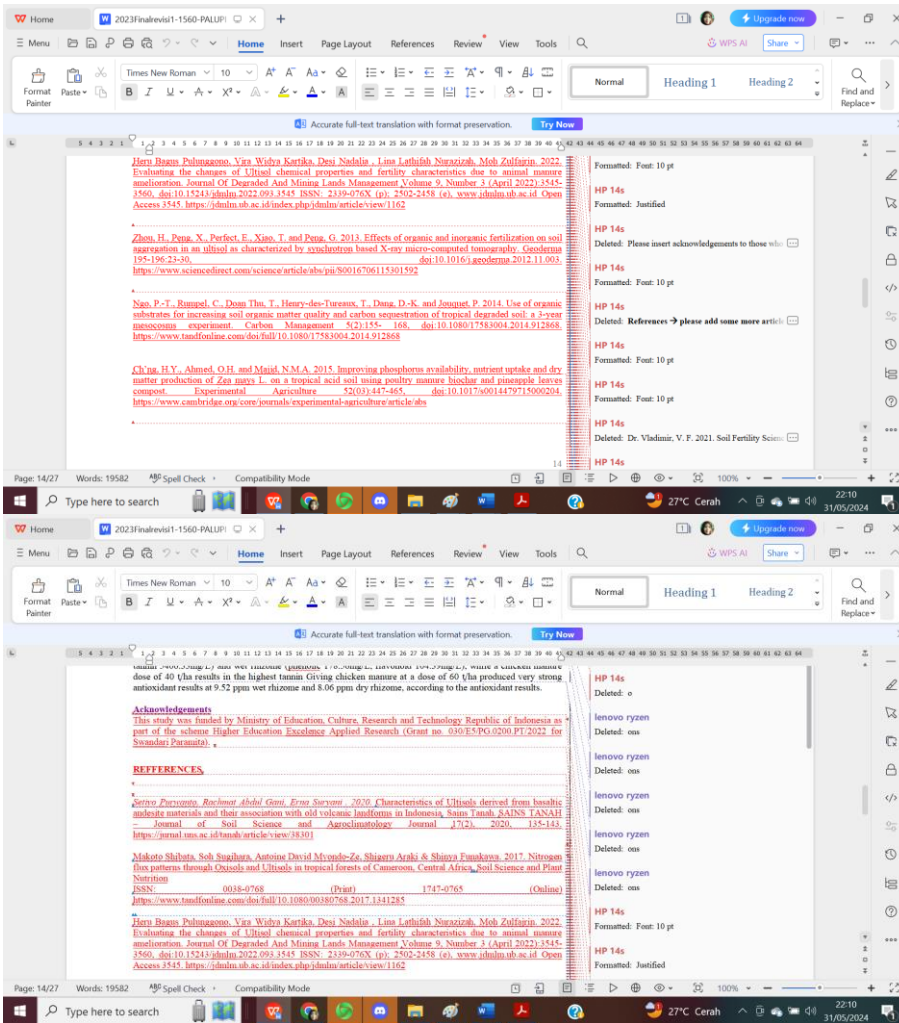 Home
2023Finalrevisi1-1560-PALUPI
Upgrade now
Menu
Home Insert Page Layout References Review View Tools
WPS AI
Share
Format Painter
Paste
Times New Roman 10
Normal
Heading 1
Heading 2
Find and Replace
Accurate full-text translation with format preservation.
Try Now
Heru Bagus Pulunggono, Vira Widya Kartika, Desi Nadalia , Lina Lathifah Nurazizah, Moh Zulfajrin. 2022.
Evaluating the changes of Ultisol chemical properties and fertility characteristics due to animal manure
amelioration. Journal Of Degraded And Mining Lands Management Volume 9, Number 3 (April 2022):3545-
3560, doi:10.15243/jdmlm.2022.093.3545 ISSN: 2339-076X (p); 2502-2458 (e), www.jdmlm.ub.ac.id Open
Access 3545. https://jdmlm.ub.ac.id/index.php/jdmlm/article/view/1162
Zhou, H., Peng, X., Perfect, E., Xiao, T. and Peng, G. 2013. Effects of organic and inorganic fertilization on soil
aggregation in an ultisol as characterized by synchrotron based X-ray micro-computed tomography. Geoderma
195-196:23-30, doi:10.1016/j.geoderma.2012.11.003.
https://www.sciencedirect.com/science/article/abs/pii/S0016706115301592
Ngo, P.-T., Rumpel, C., Doan Thu, T., Henry-des-Tureaux, T., Dang, D.-K. and Jouquet, P. 2014. Use of organic
substrates for increasing soil organic matter quality and carbon sequestration of tropical degraded soil: a 3-year
mesocosms experiment. Carbon Management 5(2):155- 168, doi:10.1080/17583004.2014.912868.
https://www.tandfonline.com/doi/full/10.1080/17583004.2014.912868
Ch'ng, H.Y., Ahmed, O.H. and Majid, N.M.A. 2015. Improving phosphorus availability, nutrient uptake and dry
matter production of Zea mays L. on a tropical acid soil using poultry manure biochar and pineapple leaves
compost. Experimental Agriculture 52(03):447-465, doi:10.1017/s0014479715000204.
https://www.cambridge.org/core/journals/experimental-agriculture/article/abs
14
Formatted: Font: 10 pt
HP 14s
Formatted: Justified
HP 14s
Deleted: Please insert acknowledgements to those who
HP 14s
Formatted: Font: 10 pt
HP 14s
Deleted: References → please add some more article
HP 14s
Formatted: Font: 10 pt
HP 14s
Formatted: Font: 10 pt
HP 14s
Deleted: Dr. Vladimir, V. F. 2021. Soil Fertility Scienc
HP 14s
Page: 14/27 Words: 19582 Spell Check Compatibility Mode 100%
Type here to search
27°C Cerah
22:10
31/05/2024
Home
2023Finalrevisi1-1560-PALUPI
Upgrade now
Menu
Home Insert Page Layout References Review View Tools
WPS AI
Share
Format Painter
Paste
Times New Roman 10
Normal
Heading 1
Heading 2
Find and Replace
Accurate full-text translation with format preservation.
Try Now
dose of 40 t/ha results in the highest tannin Giving chicken manure at a dose of 60 t/ha produced very strong
antioxidant results at 9.52 ppm wet rhizome and 8.06 ppm dry rhizome, according to the antioxidant results.
Acknowledgements
This study was funded by Ministry of Education, Culture, Research and Technology Republic of Indonesia as
part of the scheme Higher Education Excelence Applied Research (Grant no. 030/E5/PG.0200.PT/2022 for
Swandari Paramita).
REFFERENCES
Setiyo Purwanto, Rachmat Abdul Gani, Erna Suryani . 2020. Characteristics of Ultisols derived from basaltic
andesite materials and their association with old volcanic landforms in Indonesia. Sains Tanah SAINS TANAH
– Journal of Soil Science and Agroclimatology Journal 17(2), 2020, 135-143.
https://jurnal.uns.ac.id/tanah/article/view/38301
Makoto Shibata, Soh Sugihara, Antoine David Mvondo-Ze, Shigeru Araki & Shinya Funakawa. 2017. Nitrogen
flux patterns through Oxisols and Ultisols in tropical forests of Cameroon, Central Africa, Soil Science and Plant
Nutrition
ISSN: 0038-0768 (Print) 1747-0765 (Online)
https://www.tandfonline.com/doi/full/10.1080/00380768.2017.1341285
Heru Bagus Pulunggono, Vira Widya Kartika, Desi Nadalia , Lina Lathifah Nurazizah, Moh Zulfajrin. 2022.
Evaluating the changes of Ultisol chemical properties and fertility characteristics due to animal manure
amelioration. Journal Of Degraded And Mining Lands Management Volume 9, Number 3 (April 2022):3545-
3560, doi:10.15243/jdmlm.2022.093.3545 ISSN: 2339-076X (p); 2502-2458 (e), www.jdmlm.ub.ac.id Open
Access 3545. https://jdmlm.ub.ac.id/index.php/jdmlm/article/view/1162
HP 14s
Deleted: o
lenovo ryzen
Deleted: ons
lenovo ryzen
Deleted: ons
lenovo ryzen
Deleted: ons
lenovo ryzen
Deleted: ons
lenovo ryzen
Deleted: ons
HP 14s
Formatted: Font: 10 pt
HP 14s
Formatted: Justified
Page: 14/27 Words: 19582 Spell Check Compatibility Mode 100%
Type here to search
27°C Cerah
22:10
31/05/2024